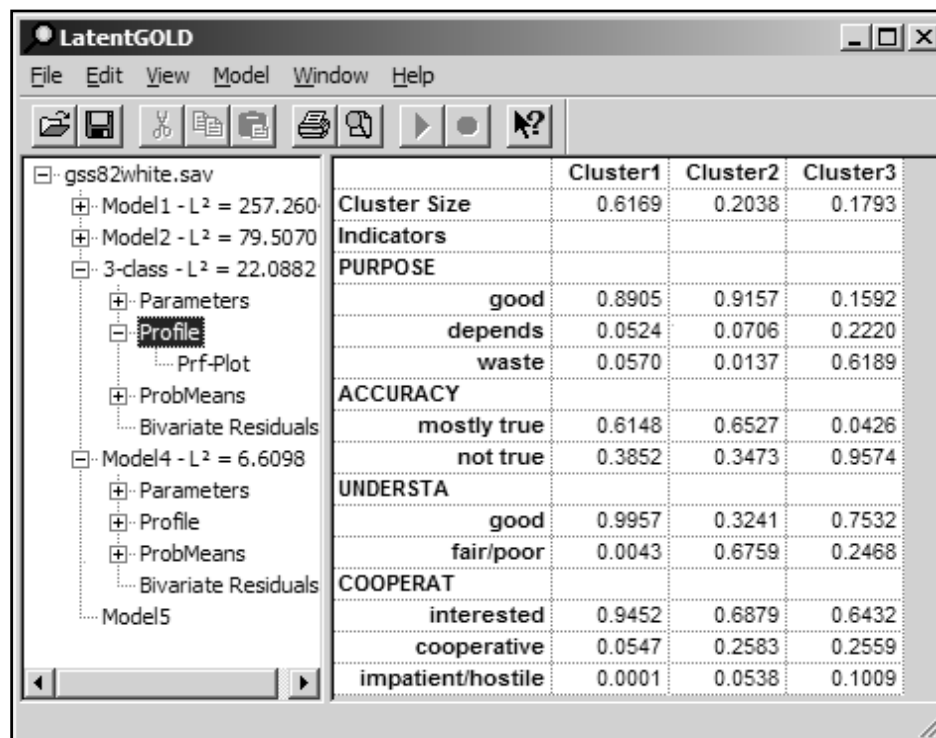 LatentGOLD
File Edit View Model Window Help
gss82white.sav
Model1 - L² = 257.260
Model2 - L² = 79.5070
3-class - L² = 22.0882
Parameters
Profile
Prf-Plot
ProbMeans
Bivariate Residuals
Model4 - L² = 6.6098
Parameters
Profile
ProbMeans
Bivariate Residuals
Model5
Cluster1 Cluster2 Cluster3
Cluster Size 0.6169 0.2038 0.1793
Indicators
PURPOSE
good 0.8905 0.9157 0.1592
depends 0.0524 0.0706 0.2220
waste 0.0570 0.0137 0.6189
ACCURACY
mostly true 0.6148 0.6527 0.0426
not true 0.3852 0.3473 0.9574
UNDERSTA
good 0.9957 0.3241 0.7532
fair/poor 0.0043 0.6759 0.2468
COOPERAT
interested 0.9452 0.6879 0.6432
cooperative 0.0547 0.2583 0.2559
impatient/hostile 0.0001 0.0538 0.1009